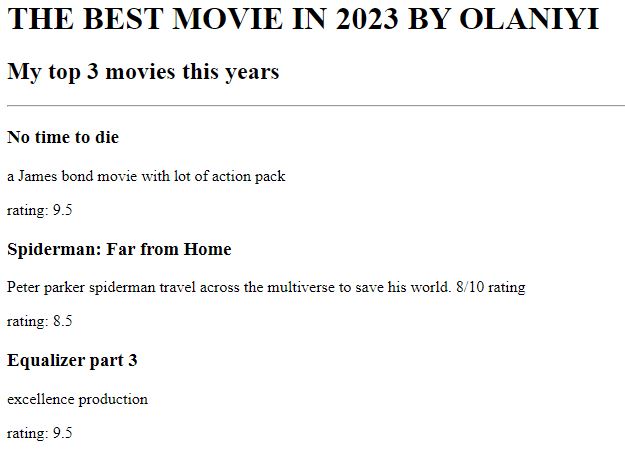 THE BEST MOVIE IN 2023 BY OLANIYI
My top 3 movies this years
No time to die
a James bond movie with lot of action pack
rating: 9.5
Spiderman: Far from Home
Peter parker spiderman travel across the multiverse to save his world. 8/10 rating
rating: 8.5
Equalizer part 3
excellence production
rating: 9.5